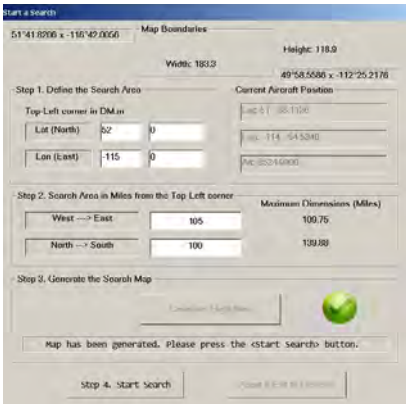 Start a Search
Map Boundaries
51°41.8206 x -116°42.0056
Height: 118.9
Width: 183.3
49°58.5586 x -112°25.2176
Step 1. Define the Search Area
Current Aircraft Position
Top-Left corner in DM.m
Lat (North) 52 0
Lon (East) -115 0
Step 2. Search Area in Miles from the Top Left corner
Maximum Dimensions (Miles)
West ---> East 105 109.75
North ---> South 100 139.88
Step 3. Generate the Search Map
Map has been generated. Please press the <start search> button.
Step 4. Start Search